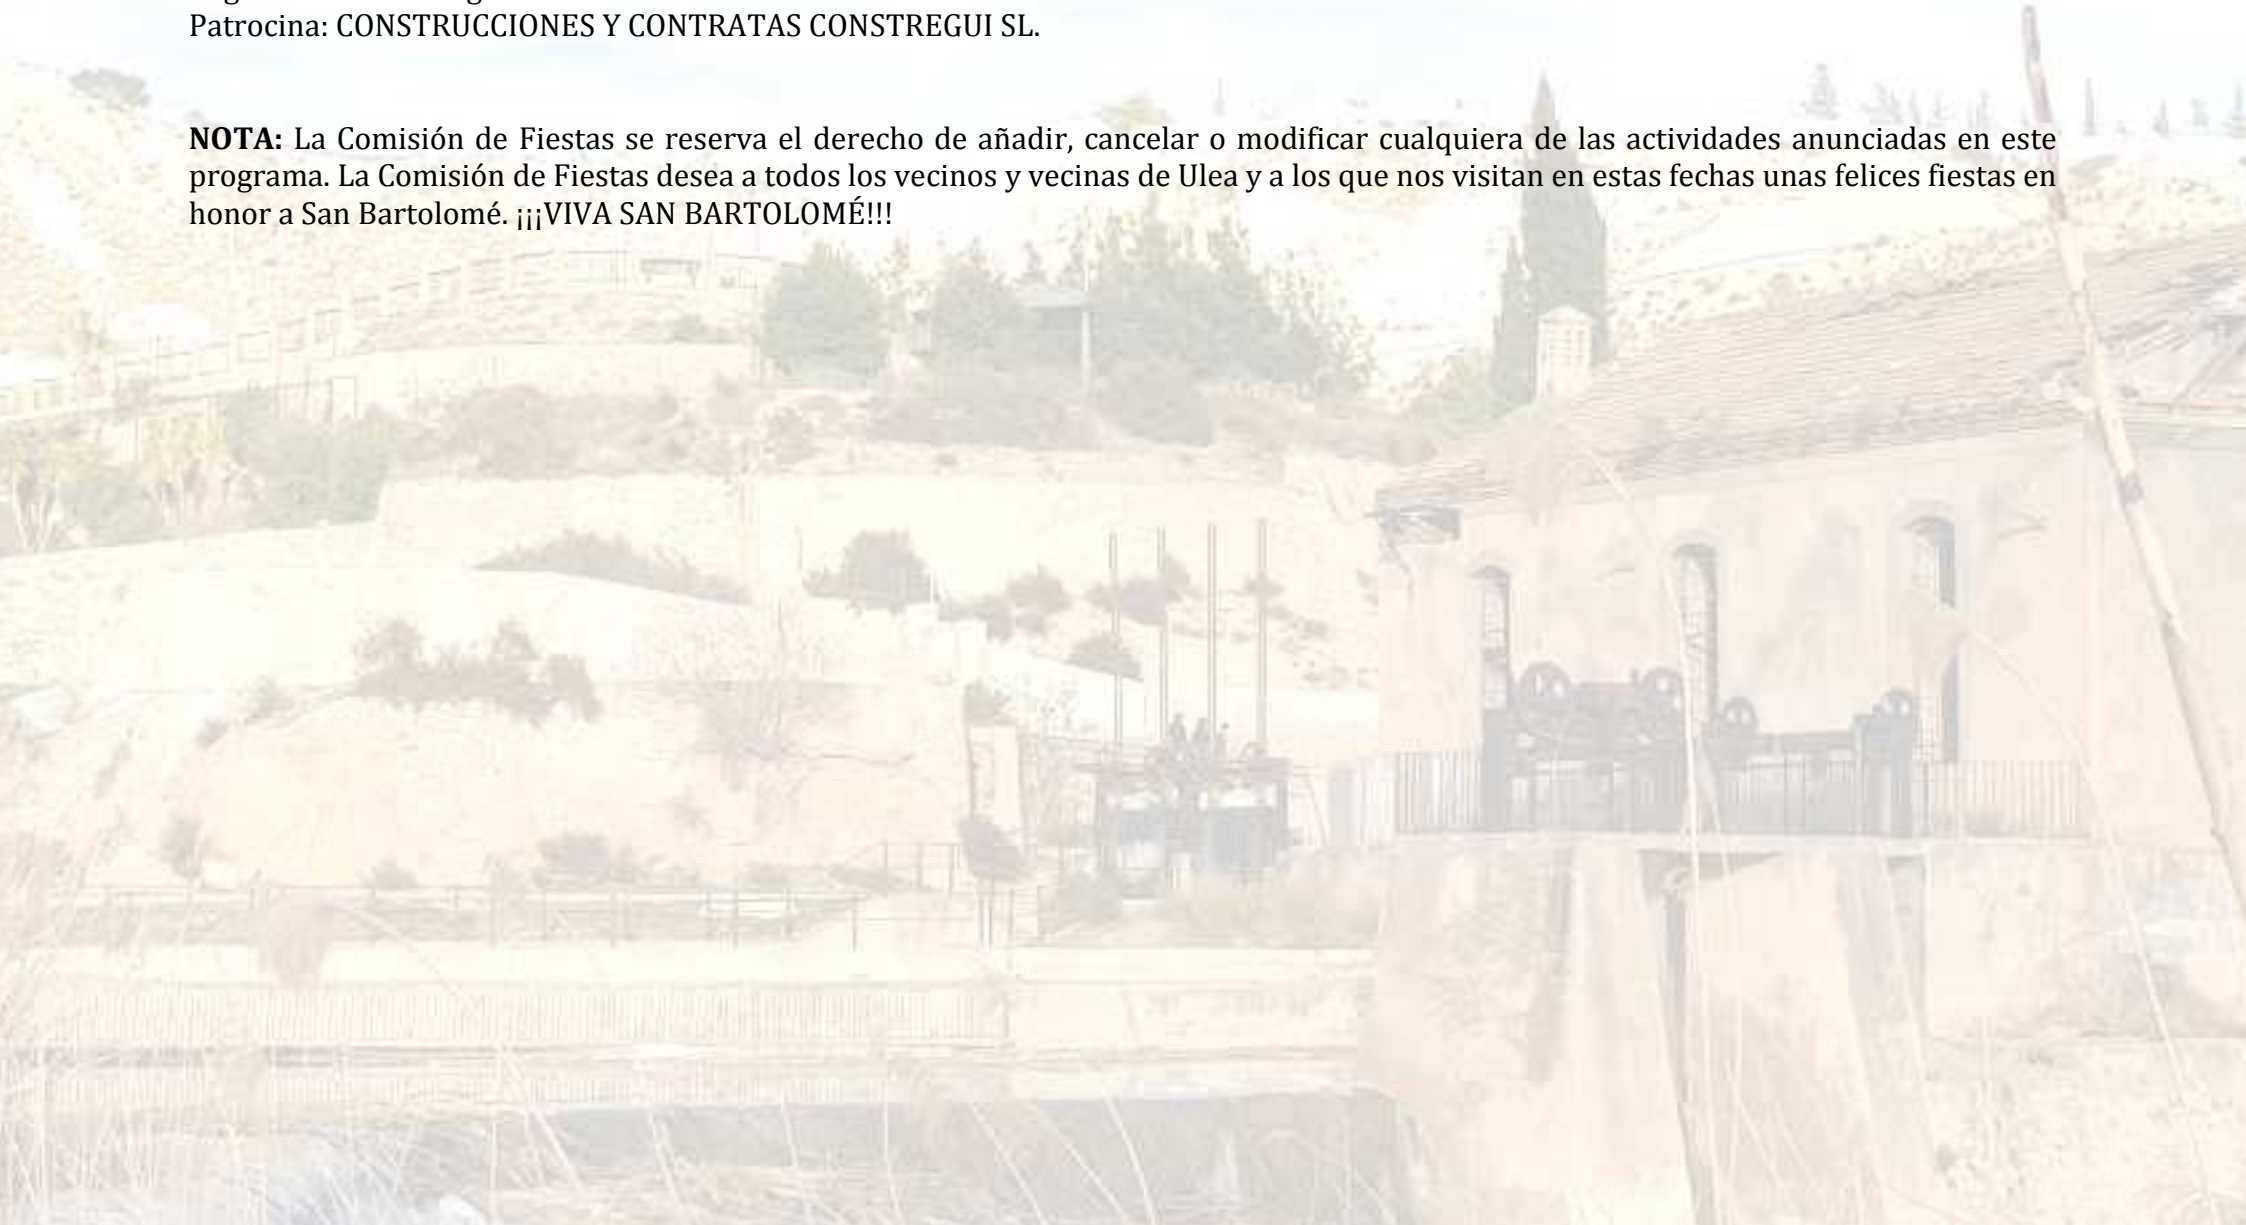 Patrocina: CONSTRUCCIONES Y CONTRATAS CONSTREGUI SL.
NOTA: La Comisión de Fiestas se reserva el derecho de añadir, cancelar o modificar cualquiera de las actividades anunciadas en este
programa. La Comisión de Fiestas desea a todos los vecinos y vecinas de Ulea y a los que nos visitan en estas fechas unas felices fiestas en
honor a San Bartolomé. ¡¡¡VIVA SAN BARTOLOMÉ!!!